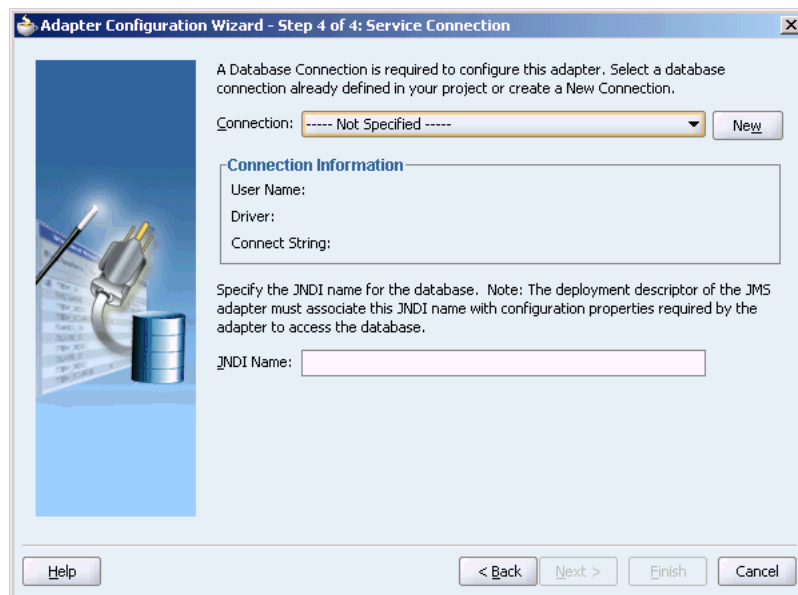 Adapter Configuration Wizard - Step 4 of 4: Service Connection
A Database Connection is required to configure this adapter. Select a database
connection already defined in your project or create a New Connection.
Connection: ----- Not Specified ----- New
Connection Information
User Name:
Driver:
Connect String:
Specify the JNDI name for the database. Note: The deployment descriptor of the JMS
adapter must associate this JNDI name with configuration properties required by the
adapter to access the database.
JNDI Name:
Help < Back Next > Finish Cancel